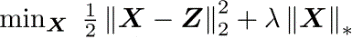 min_𝑿 ½ ‖𝑿 − 𝒁‖₂² + λ ‖𝑿‖_*